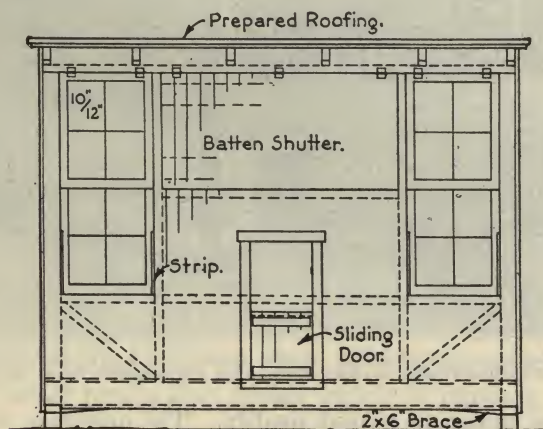 Prepared Roofing.
10"/12"
Batten Shutter.
Strip.
Sliding
Door.
2"x6" Brace